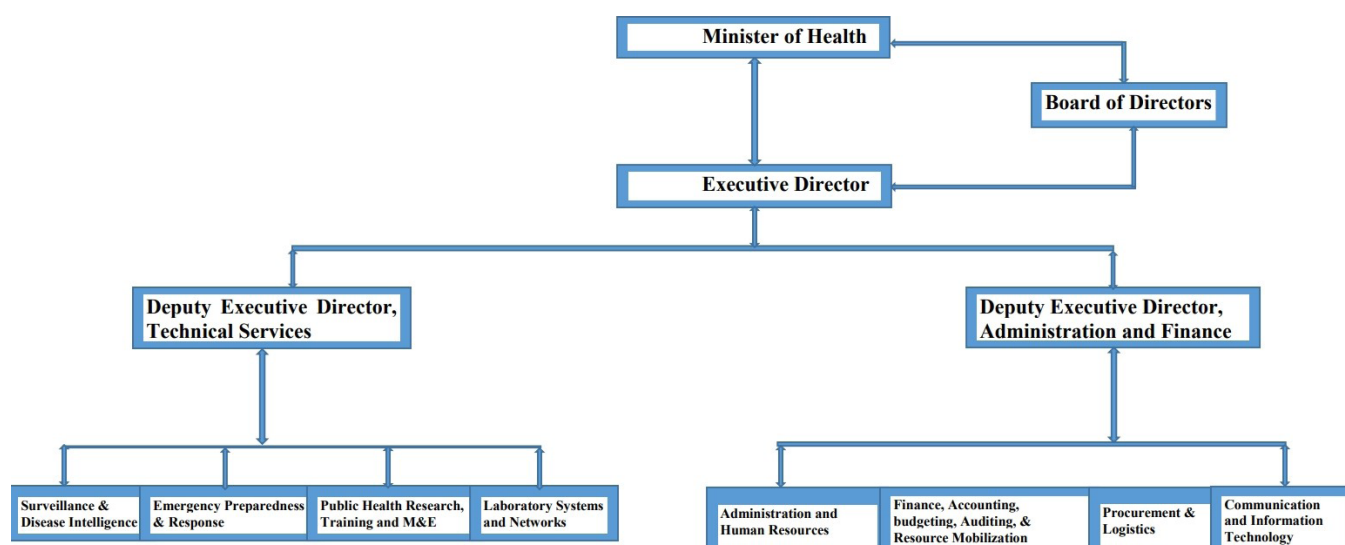 Minister of Health
Board of Directors
Executive Director
Deputy Executive Director,
Technical Services
Deputy Executive Director,
Administration and Finance
Surveillance &
Disease Intelligence
Emergency Preparedness
& Response
Public Health Research,
Training and M&E
Laboratory Systems
and Networks
Administration and
Human Resources
Finance, Accounting,
budgeting, Auditing, &
Resource Mobilization
Procurement &
Logistics
Communication
and Information
Technology